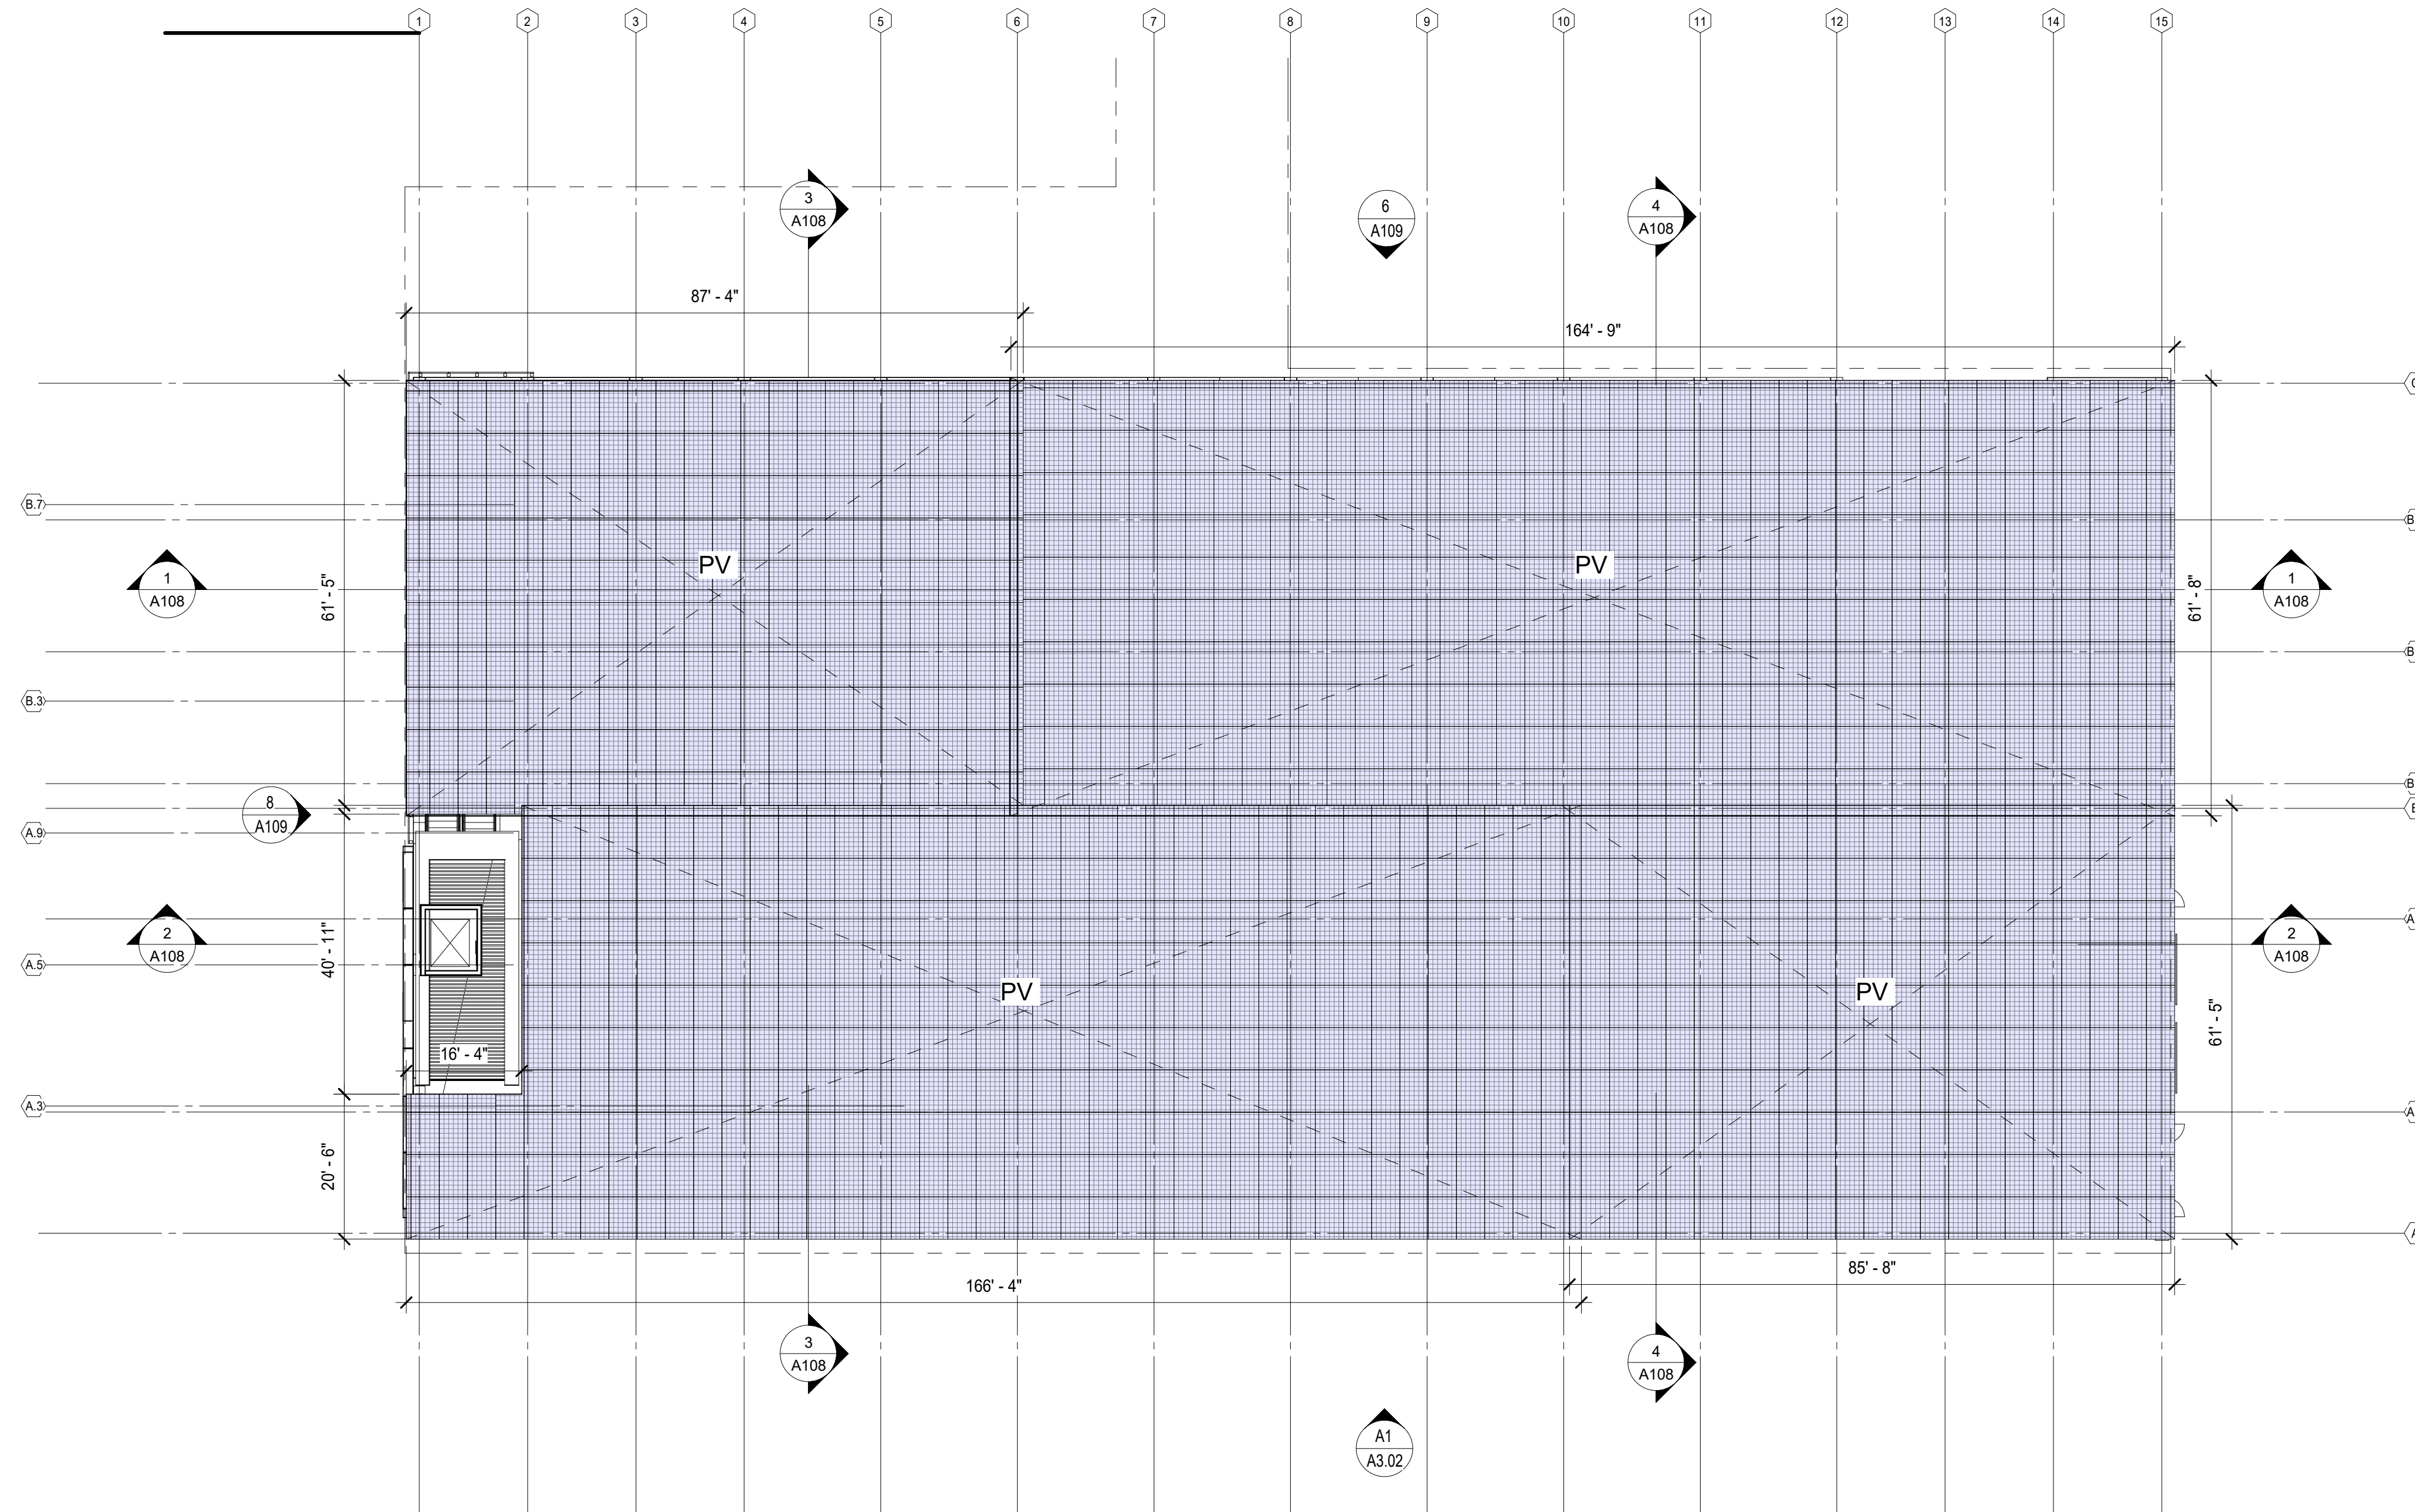 1 2 3 4 5 6 7 8 9 10 11 12 13 14 15
3
A108
6
A109
4
A108
87' - 4"
164' - 9"
B.7
PV
PV
1
A108
61' - 5"
61' - 8"
1
A108
B.3
8
A109
A.9
2
A108
40' - 11"
A.5
2
A108
PV
PV
61' - 5"
16' - 4"
A.3
20' - 6"
166' - 4"
85' - 8"
3
A108
4
A108
A1
A3.02